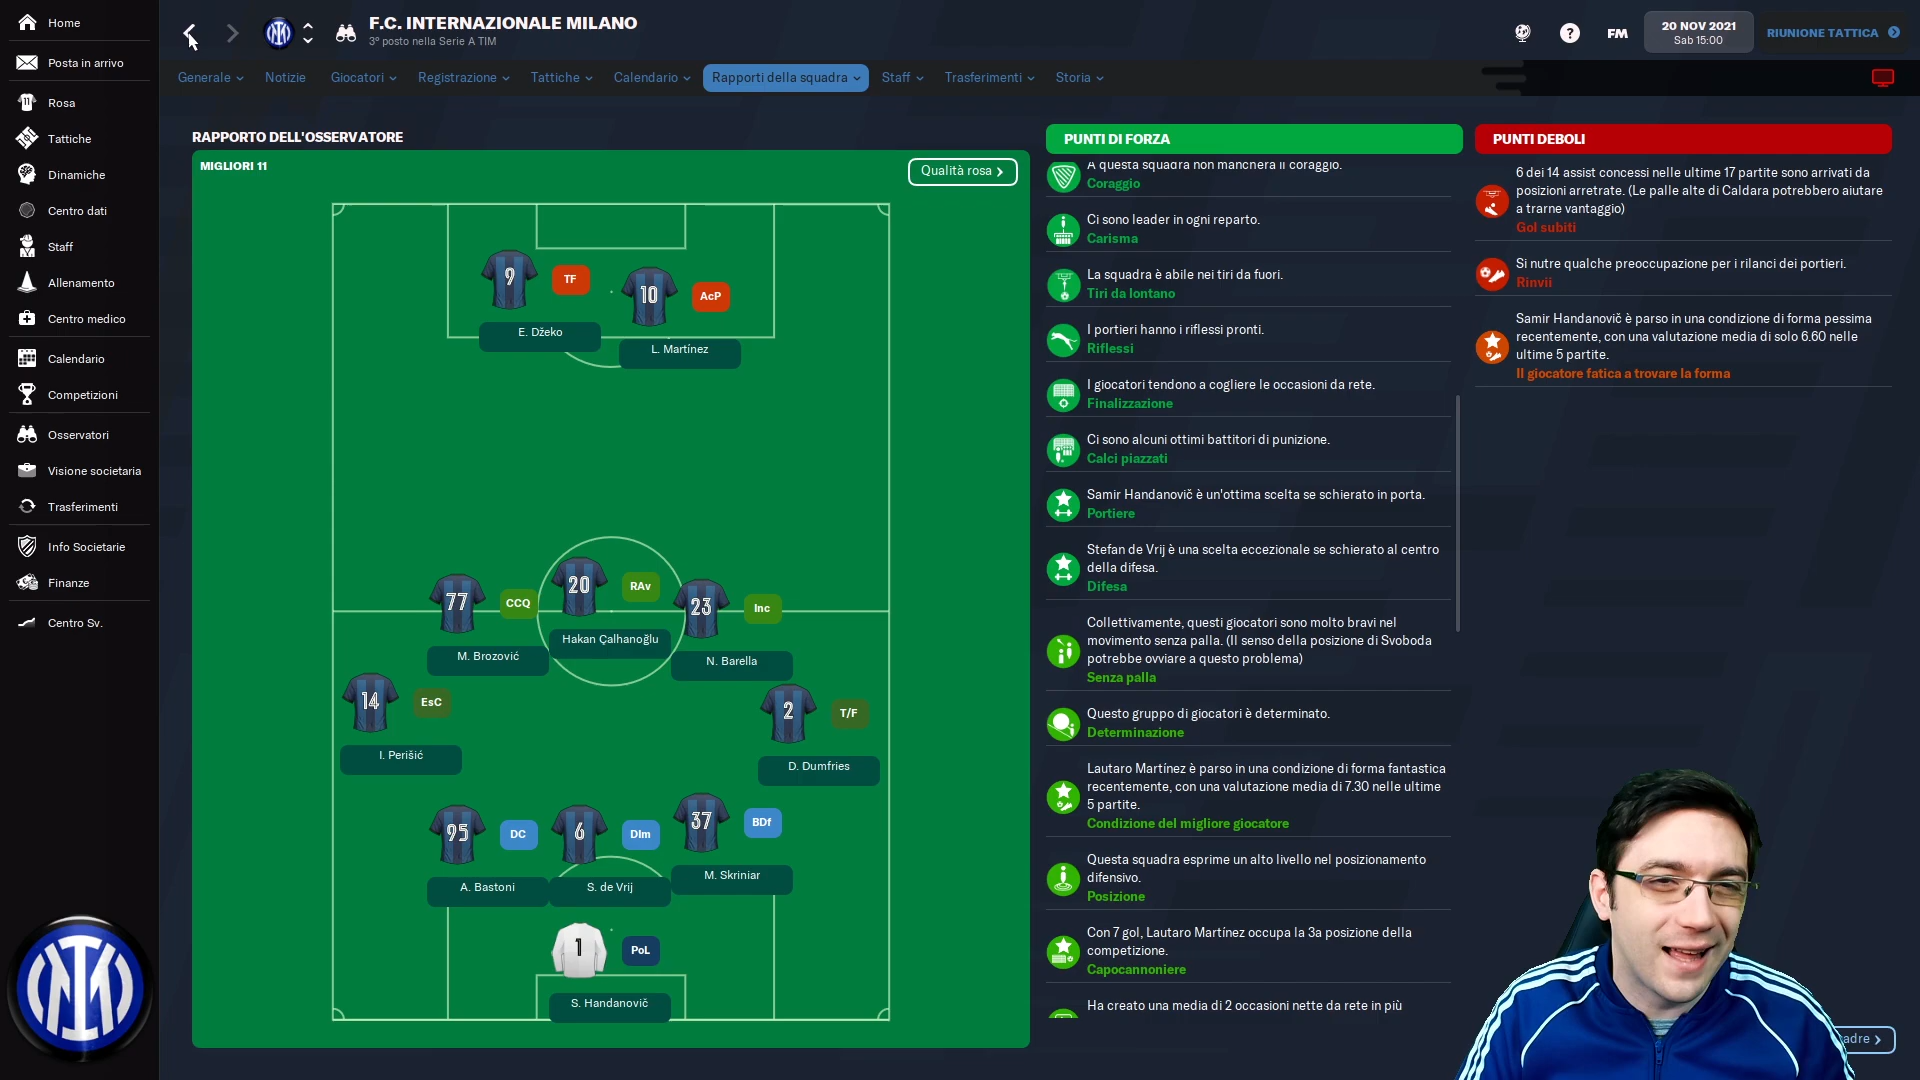 Home
Posta in arrivo
Rosa
Tattiche
Dinamiche
Centro dati
Staff
Allenamento
Centro medico
Calendario
Competizioni
Osservatori
Visione societaria
Trasferimenti
Info Societarie
Finanze
Centro Sv.
F.C. INTERNAZIONALE MILANO
3º posto nella Serie A TIM
FM
20 NOV 2021
Sab 15:00
RIUNIONE TATTICA
Generale
Notizie
Giocatori
Registrazione
Tattiche
Calendario
Rapporti della squadra
Staff
Trasferimenti
Storia
RAPPORTO DELL'OSSERVATORE
MIGLIORI 11
Qualità rosa
9
TF
E. Džeko
10
AcP
L. Martínez
77
CCQ
M. Brozović
20
RAv
Hakan Çalhanoğlu
23
Inc
N. Barella
14
EsC
I. Perišić
2
T/F
D. Dumfries
95
DC
A. Bastoni
6
DIm
S. de Vrij
37
BDf
M. Skriniar
1
PoL
S. Handanovič
PUNTI DI FORZA
A questa squadra non mancherà il coraggio.
Coraggio
Ci sono leader in ogni reparto.
Carisma
La squadra è abile nei tiri da fuori.
Tiri da lontano
I portieri hanno i riflessi pronti.
Riflessi
I giocatori tendono a cogliere le occasioni da rete.
Finalizzazione
Ci sono alcuni ottimi battitori di punizione.
Calci piazzati
Samir Handanovič è un'ottima scelta se schierato in porta.
Portiere
Stefan de Vrij è una scelta eccezionale se schierato al centro
della difesa.
Difesa
Collettivamente, questi giocatori sono molto bravi nel
movimento senza palla. (Il senso della posizione di Svoboda
potrebbe ovviare a questo problema)
Senza palla
Questo gruppo di giocatori è determinato.
Determinazione
Lautaro Martínez è parso in una condizione di forma fantastica
recentemente, con una valutazione media di 7.30 nelle ultime
5 partite.
Condizione del migliore giocatore
Questa squadra esprime un alto livello nel posizionamento
difensivo.
Posizione
Con 7 gol, Lautaro Martínez occupa la 3a posizione della
competizione.
Capocannoniere
Ha creato una media di 2 occasioni nette da rete in più
PUNTI DEBOLI
6 dei 14 assist concessi nelle ultime 17 partite sono arrivati da
posizioni arretrate. (Le palle alte di Caldara potrebbero aiutare
a trarne vantaggio)
Gol subiti
Si nutre qualche preoccupazione per i rilanci dei portieri.
Rinvii
Samir Handanovič è parso in una condizione di forma pessima
recentemente, con una valutazione media di solo 6.60 nelle
ultime 5 partite.
Il giocatore fatica a trovare la forma